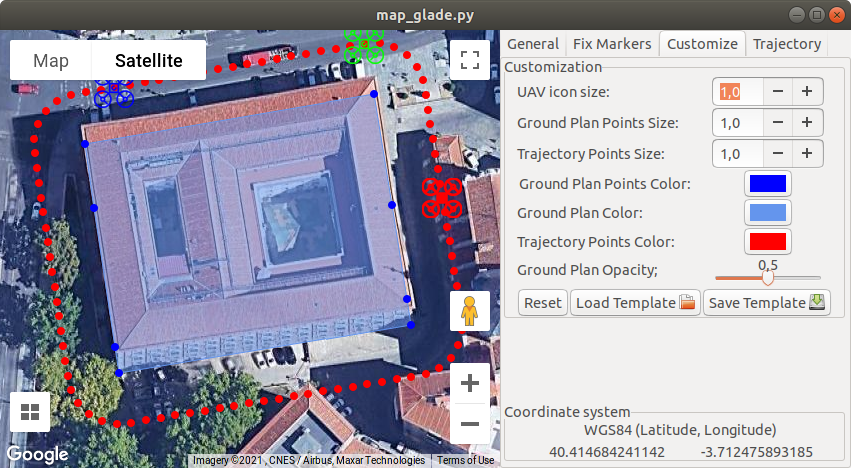 map_glade.py
Map Satellite
General Fix Markers Customize Trajectory
Customization
UAV icon size: 1,0
Ground Plan Points Size: 1,0
Trajectory Points Size: 1,0
Ground Plan Points Color:
Ground Plan Color:
Trajectory Points Color:
Ground Plan Opacity; 0,5
Reset Load Template Save Template
Coordinate system
WGS84 (Latitude, Longitude)
40.414684241142 -3.712475893185
Google
Imagery ©2021 , CNES / Airbus, Maxar Technologies Terms of Use